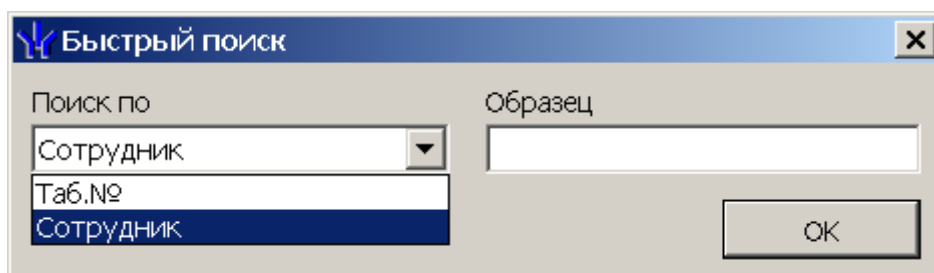 Быстрый поиск
Поиск по
Образец
Сотрудник
Таб.№
Сотрудник
OK